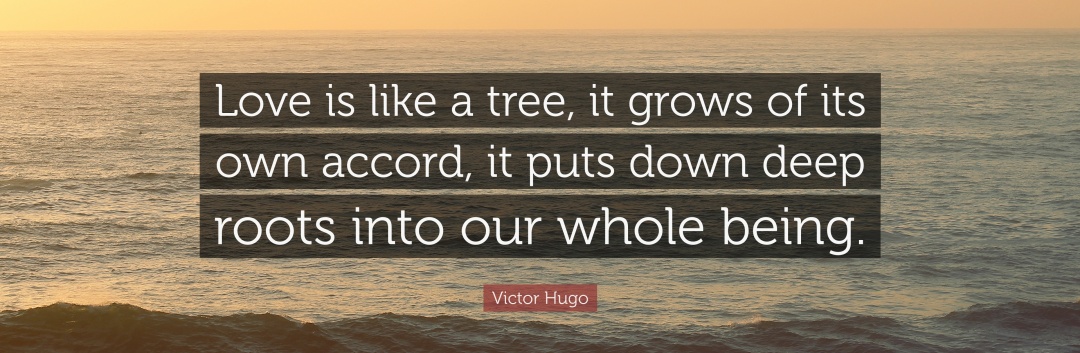 Love is like a tree, it grows of its
own accord, it puts down deep
roots into our whole being.
Victor Hugo